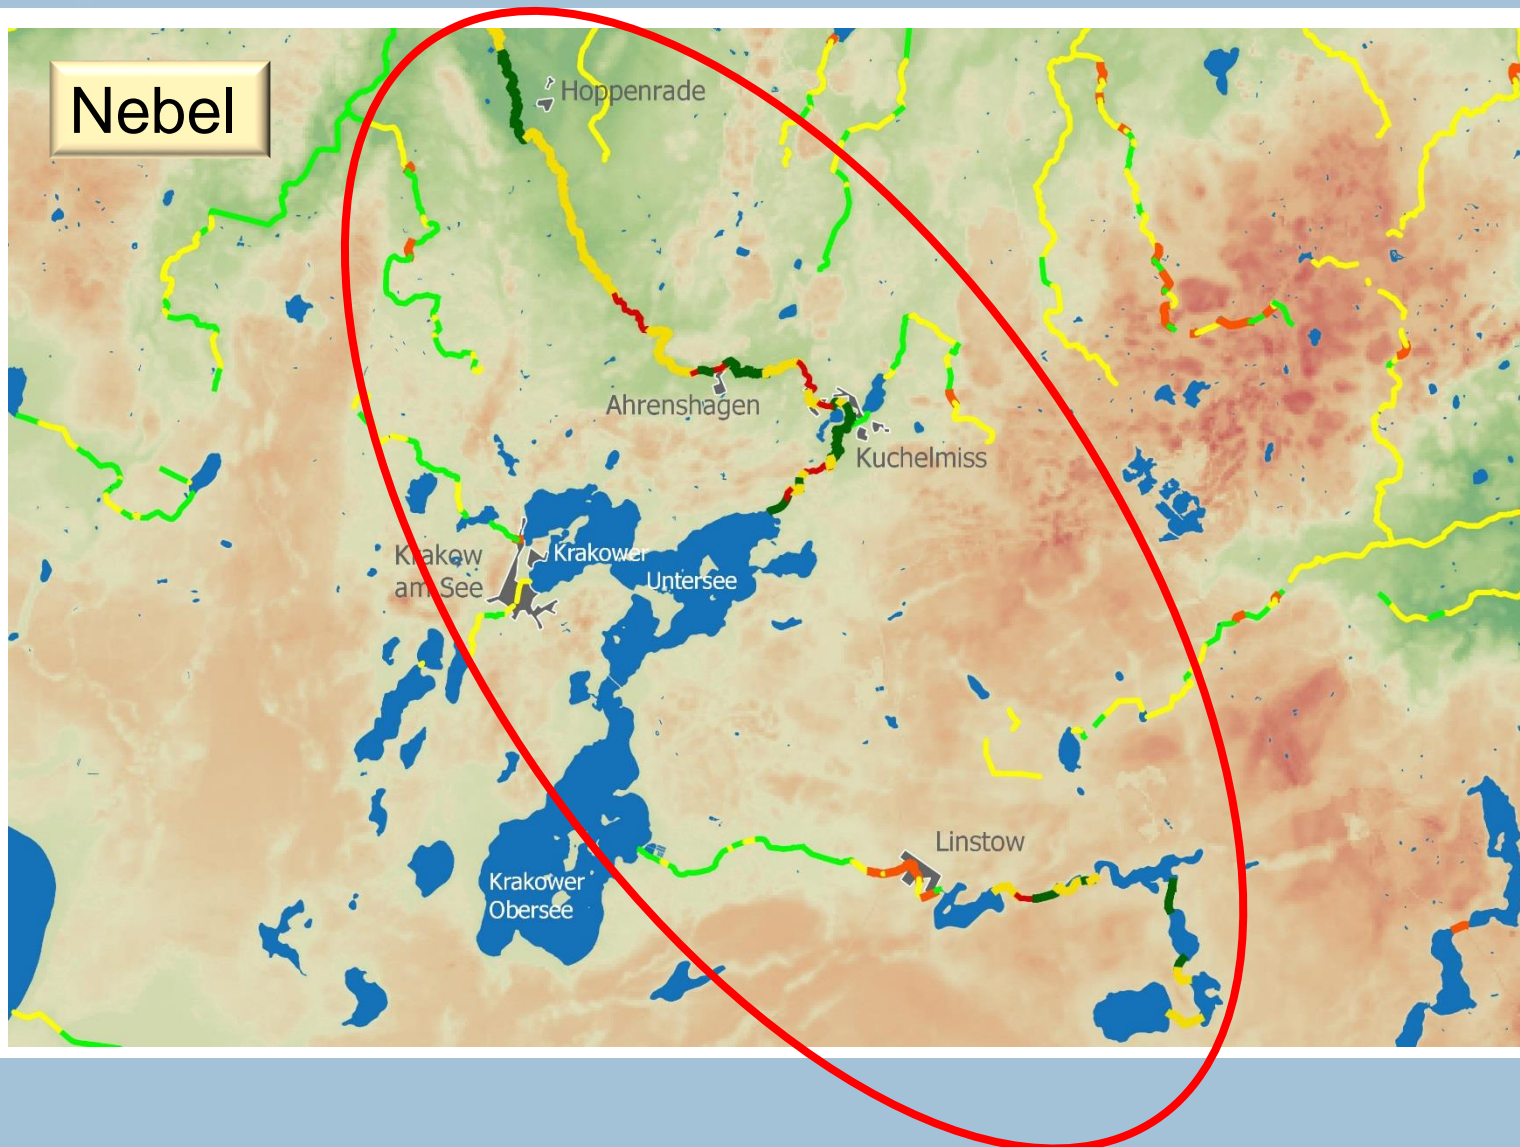 Nebel
Hoppenrade
Ahrenshagen
Kuchelmiss
Krakow
am See
Krakower
Untersee
Linstow
Krakower
Obersee